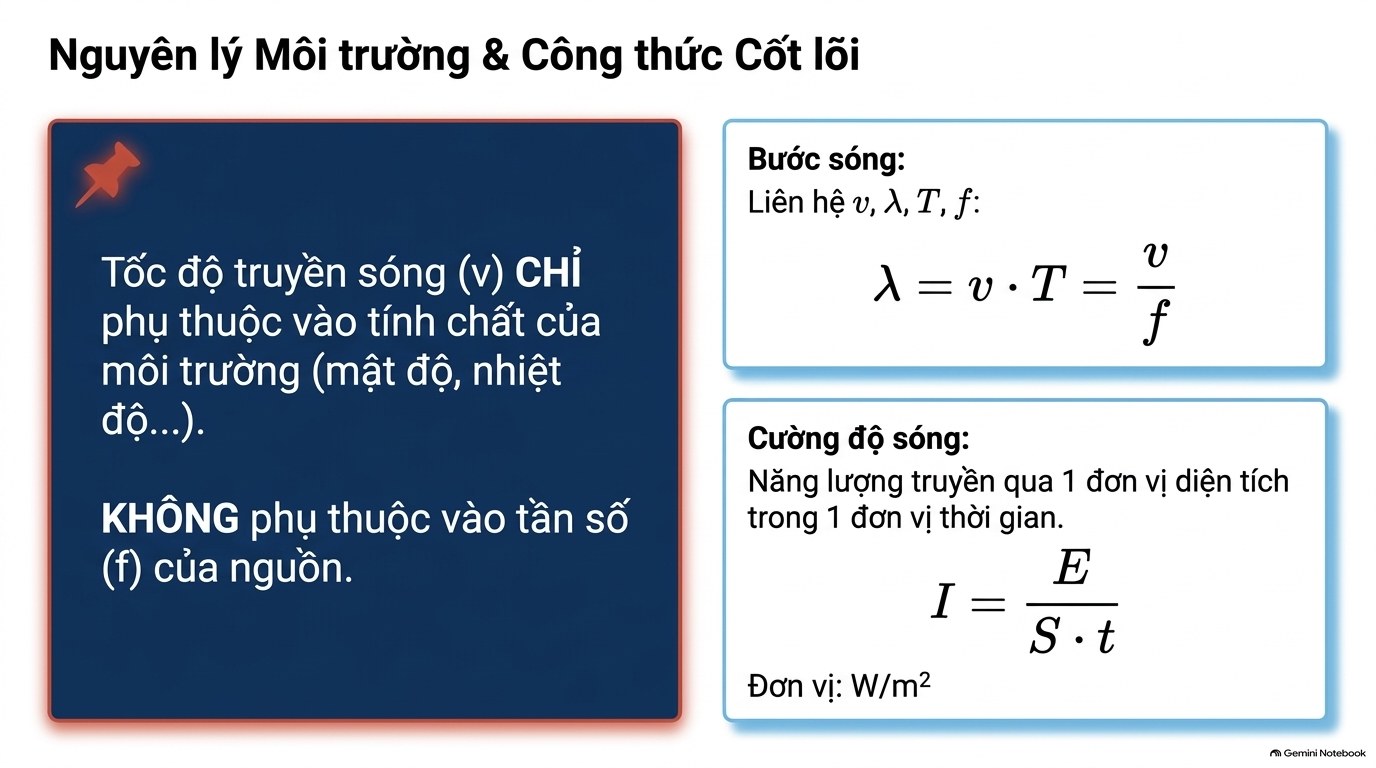 Nguyên lý Môi trường & Công thức Cốt lõi
Tốc độ truyền sóng (v) CHỈ
phụ thuộc vào tính chất của
môi trường (mật độ, nhiệt
độ...).
KHÔNG phụ thuộc vào tần số
(f) của nguồn.
Bước sóng:
Liên hệ v, λ, T, f:
λ = v · T = v/f
Cường độ sóng:
Năng lượng truyền qua 1 đơn vị diện tích
trong 1 đơn vị thời gian.
I = E/(S · t)
Đơn vị: W/m²
Gemini Notebook